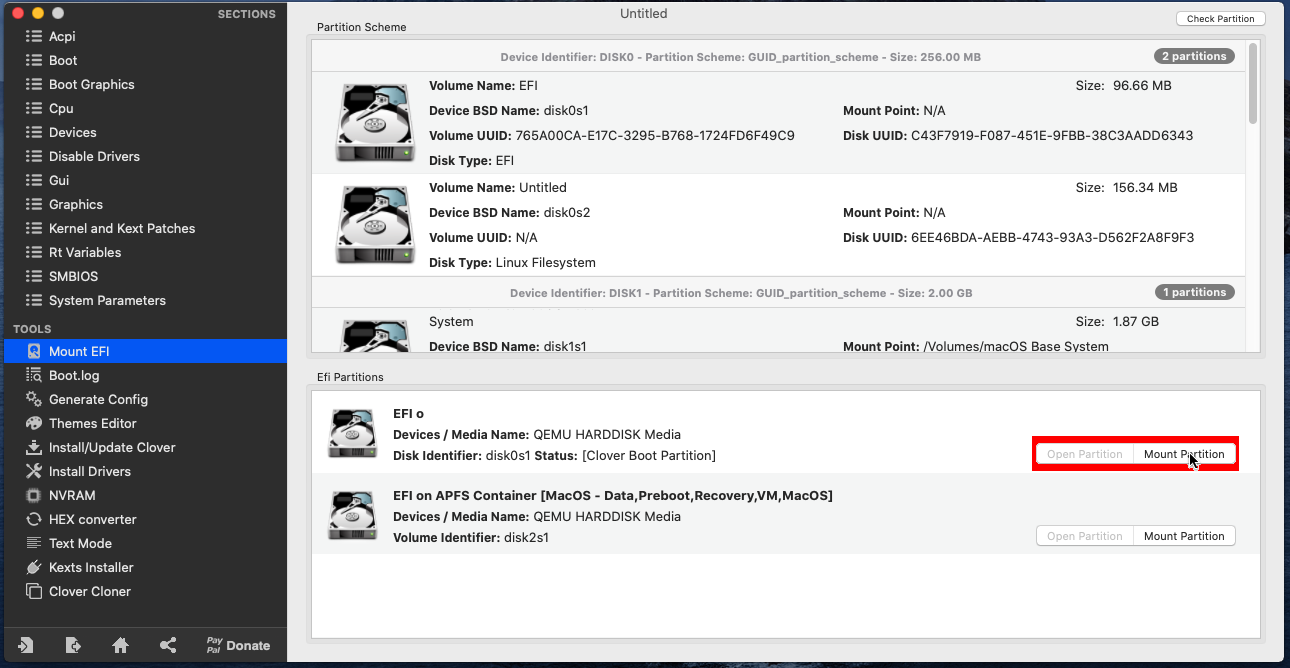 SECTIONS
Acpi
Boot
Boot Graphics
Cpu
Devices
Disable Drivers
Gui
Graphics
Kernel and Kext Patches
Rt Variables
SMBIOS
System Parameters
TOOLS
Mount EFI
Boot.log
Generate Config
Themes Editor
Install/Update Clover
Install Drivers
NVRAM
HEX converter
Text Mode
Kexts Installer
Clover Cloner
Pay
Pal
Donate
Untitled
Check Partition
Partition Scheme
Device Identifier: DISK0 - Partition Scheme: GUID_partition_scheme - Size: 256.00 MB
2 partitions
Volume Name: EFI
Size: 96.66 MB
Device BSD Name: disk0s1
Mount Point: N/A
Volume UUID: 765A00CA-E17C-3295-B768-1724FD6F49C9
Disk UUID: C43F7919-F087-451E-9FBB-38C3AADD6343
Disk Type: EFI
Volume Name: Untitled
Size: 156.34 MB
Device BSD Name: disk0s2
Mount Point: N/A
Volume UUID: N/A
Disk UUID: 6EE46BDA-AEBB-4743-93A3-D562F2A8F9F3
Disk Type: Linux Filesystem
Device Identifier: DISK1 - Partition Scheme: GUID_partition_scheme - Size: 2.00 GB
1 partitions
System
Size: 1.87 GB
Device BSD Name: disk1s1
Mount Point: /Volumes/macOS Base System
Efi Partitions
EFI o
Devices / Media Name: QEMU HARDDISK Media
Disk Identifier: disk0s1 Status: [Clover Boot Partition]
Open Partition
Mount Partition
EFI on APFS Container [MacOS - Data,Preboot,Recovery,VM,MacOS]
Devices / Media Name: QEMU HARDDISK Media
Volume Identifier: disk2s1
Open Partition
Mount Partition